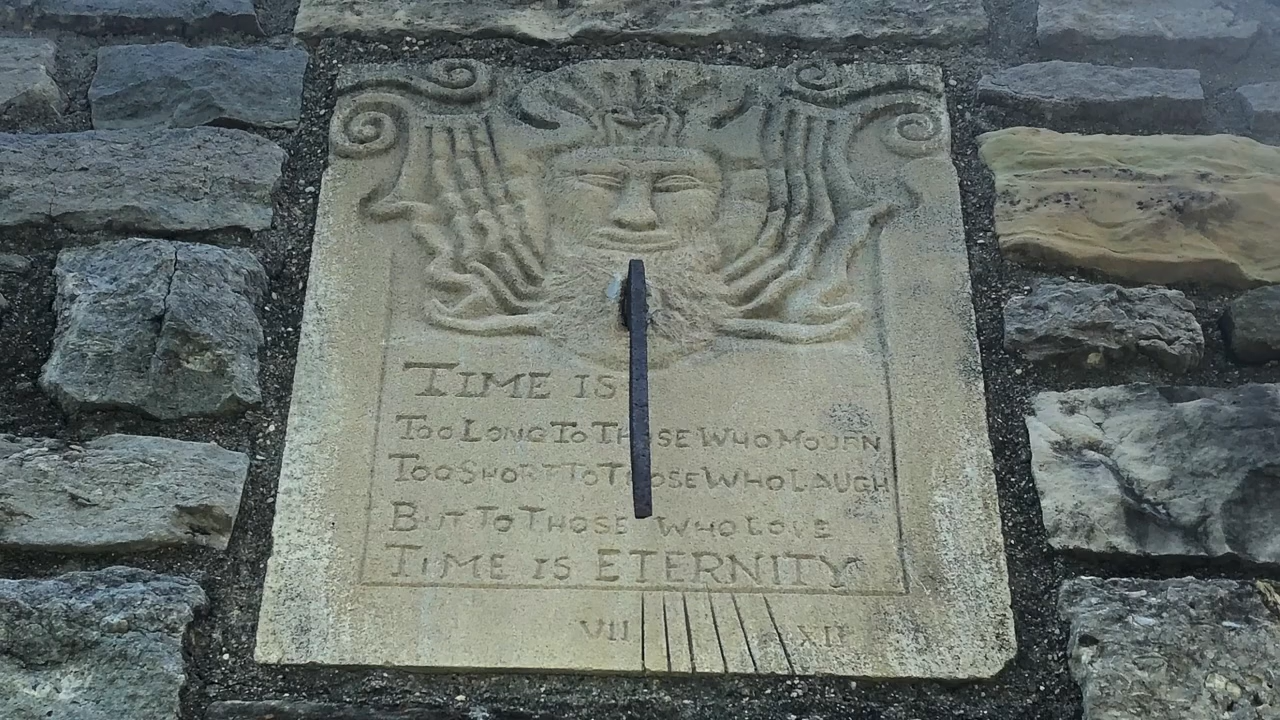 TIME IS
TOO LONG TO THOSE WHO MOURN
TOO SHORT TO THOSE WHO LAUGH
BUT TO THOSE WHO LOVE
TIME IS ETERNITY
VII XII